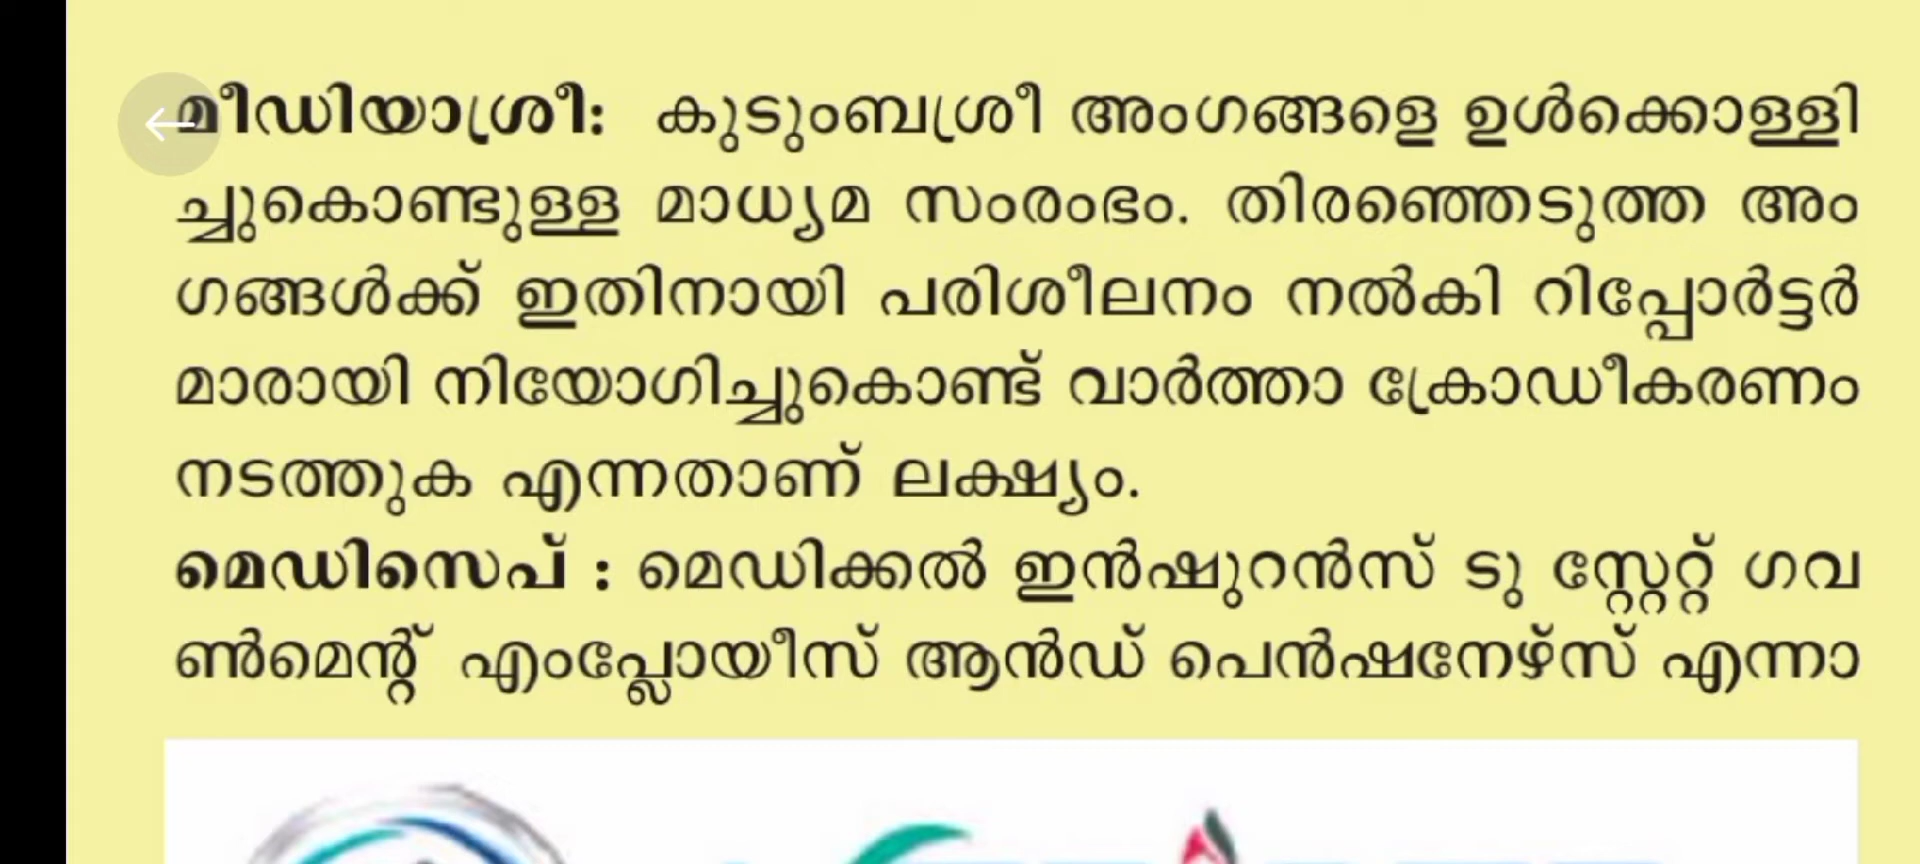 മീഡിയാശ്രീ: കുടുംബശ്രീ അംഗങ്ങളെ ഉൾക്കൊള്ളി
ച്ചുകൊണ്ടുള്ള മാധ്യമ സംരംഭം. തിരഞ്ഞെടുത്ത അം
ഗങ്ങൾക്ക് ഇതിനായി പരിശീലനം നൽകി റിപ്പോർട്ടർ
മാരായി നിയോഗിച്ചുകൊണ്ട് വാർത്താ ക്രോഡീകരണം
നടത്തുക എന്നതാണ് ലക്ഷ്യം.
മെഡിസെപ് : മെഡിക്കൽ ഇൻഷുറൻസ് ടു സ്റ്റേറ്റ് ഗവ
ൺമെന്റ് എംപ്ലോയീസ് ആൻഡ് പെൻഷനേഴ്സ് എന്നാ